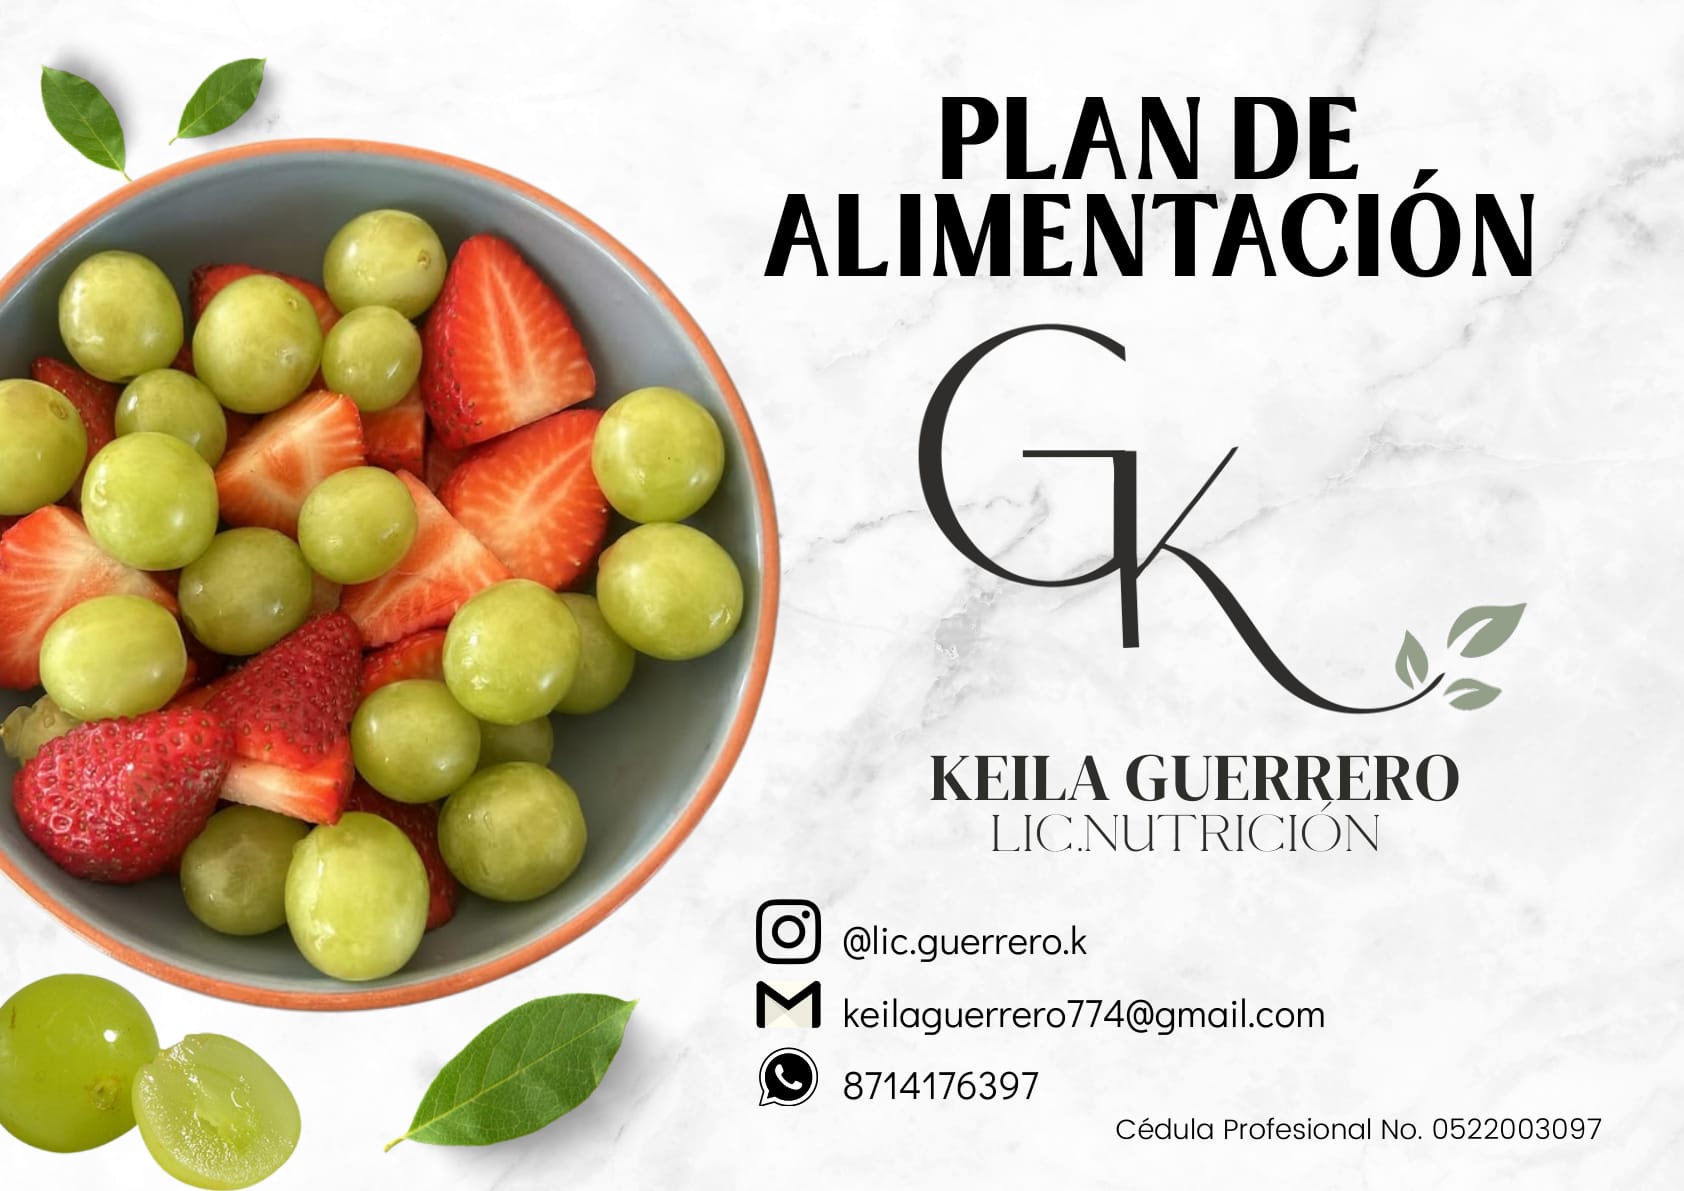 PLAN DE
ALIMENTACIÓN
GK
KEILA GUERRERO
LIC.NUTRICIÓN
@lic.guerrero.k
keilaguerrero774@gmail.com
8714176397
Cédula Profesional No. 0522003097